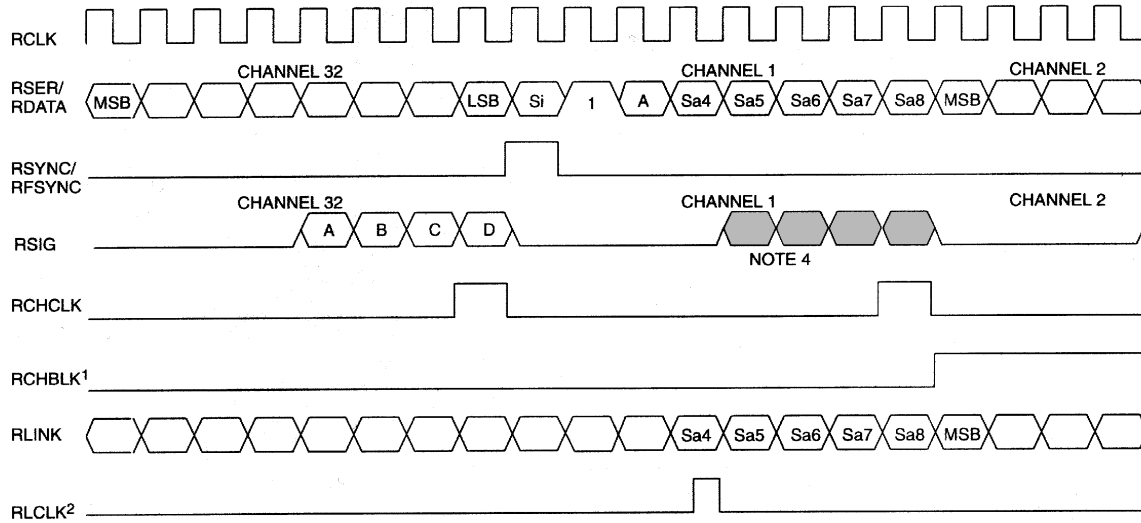 RCLK
CHANNEL 32 CHANNEL 1 CHANNEL 2
RSER/
RDATA
MSB LSB Si 1 A Sa4 Sa5 Sa6 Sa7 Sa8 MSB
RSYNC/
RFSYNC
CHANNEL 32 CHANNEL 1 CHANNEL 2
RSIG A B C D
NOTE 4
RCHCLK
RCHBLK¹
RLINK Sa4 Sa5 Sa6 Sa7 Sa8 MSB
RLCLK²